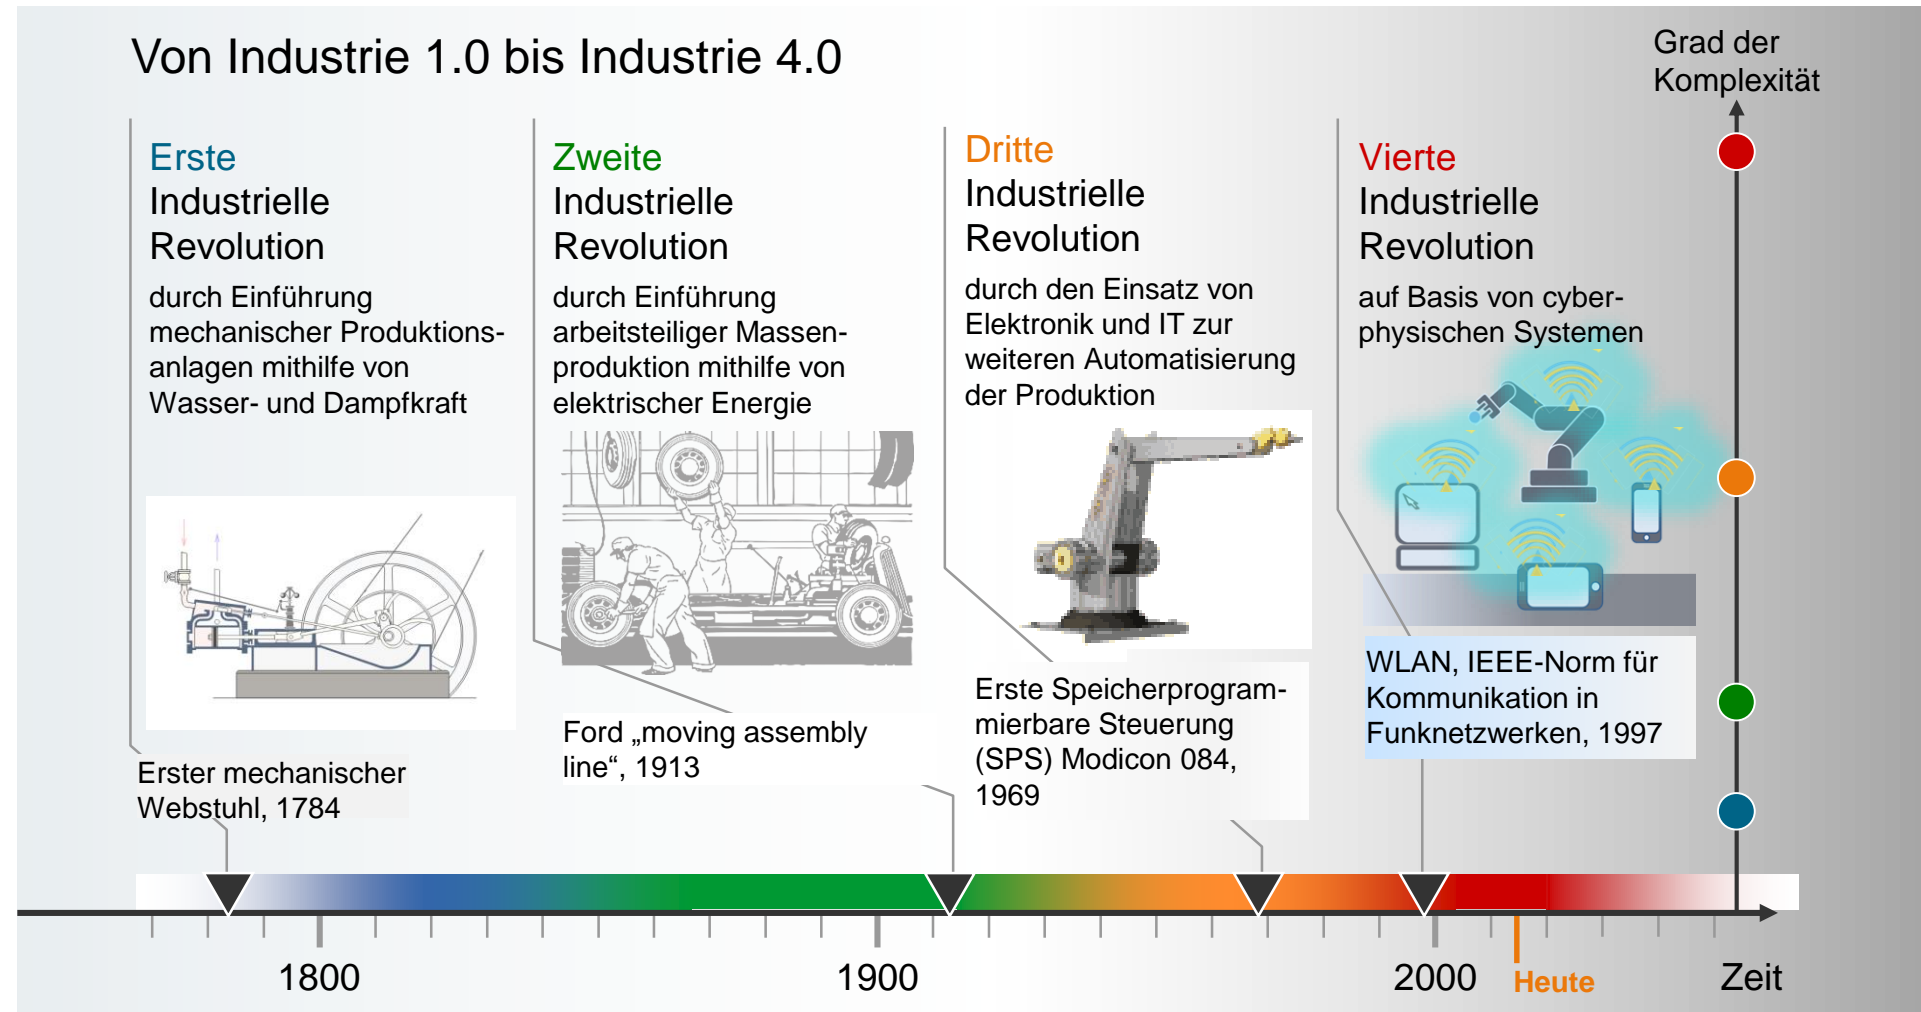 Von Industrie 1.0 bis Industrie 4.0
Grad der
Komplexität
Erste
Industrielle
Revolution
durch Einführung
mechanischer Produktions-
anlagen mithilfe von
Wasser- und Dampfkraft
Erster mechanischer
Webstuhl, 1784
Zweite
Industrielle
Revolution
durch Einführung
arbeitsteiliger Massen-
produktion mithilfe von
elektrischer Energie
Ford „moving assembly
line“, 1913
Dritte
Industrielle
Revolution
durch den Einsatz von
Elektronik und IT zur
weiteren Automatisierung
der Produktion
Erste Speicherprogram-
mierbare Steuerung
(SPS) Modicon 084,
1969
Vierte
Industrielle
Revolution
auf Basis von cyber-
physischen Systemen
WLAN, IEEE-Norm für
Kommunikation in
Funknetzwerken, 1997
1800
1900
2000
Heute
Zeit